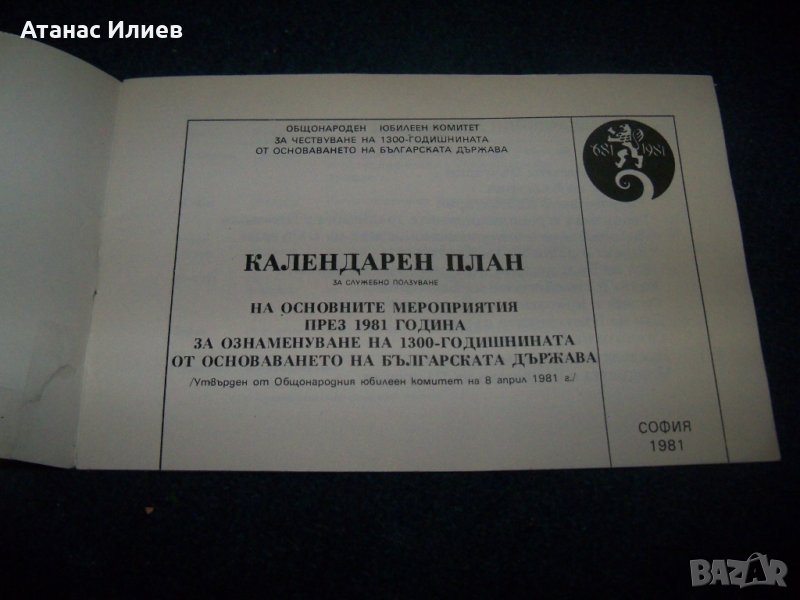 Атанас Илиев
ОБЩОНАРОДЕН ЮБИЛЕЕН КОМИТЕТ
ЗА ЧЕСТВУВАНЕ НА 1300-ГОДИШНИНАТА
ОТ ОСНОВАВАНЕТО НА БЪЛГАРСКАТА ДЪРЖАВА
681 1981
КАЛЕНДАРЕН ПЛАН
ЗА СЛУЖЕБНО ПОЛЗУВАНЕ
НА ОСНОВНИТЕ МЕРОПРИЯТИЯ
ПРЕЗ 1981 ГОДИНА
ЗА ОЗНАМЕНУВАНЕ НА 1300-ГОДИШНИНАТА
ОТ ОСНОВАВАНЕТО НА БЪЛГАРСКАТА ДЪРЖАВА
/Утвърден от Общонародния юбилеен комитет на 8 април 1981 г./
СОФИЯ
1981
BAZAR